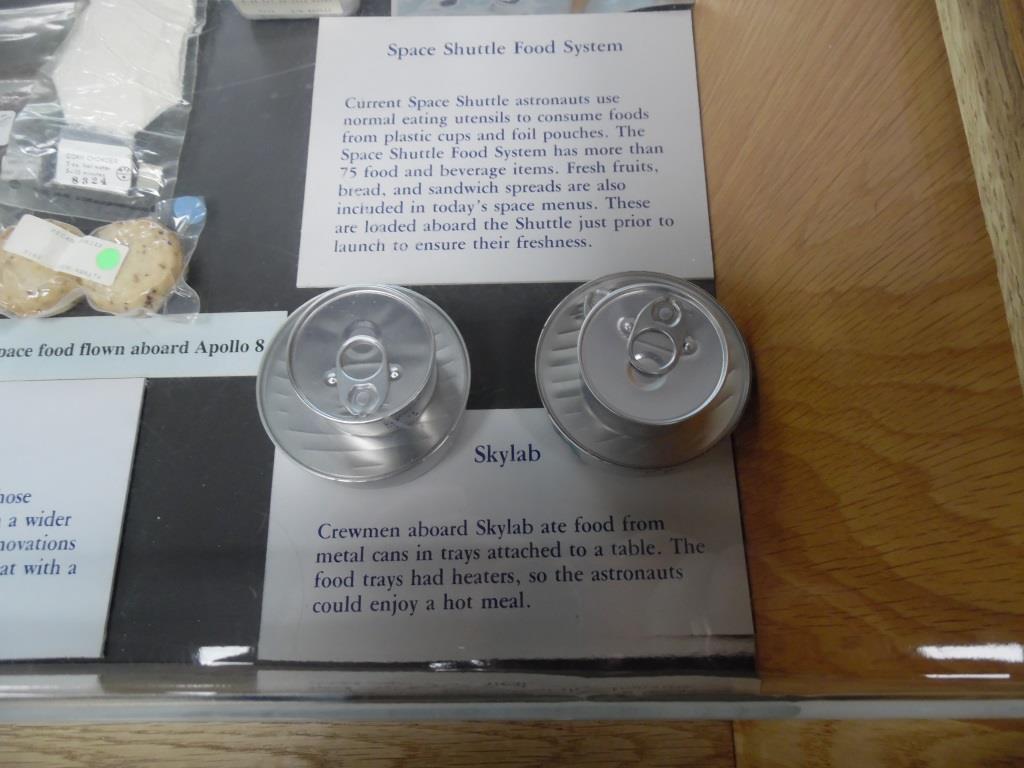 Space Shuttle Food System
Current Space Shuttle astronauts use
normal eating utensils to consume foods
from plastic cups and foil pouches. The
Space Shuttle Food System has more than
75 food and beverage items. Fresh fruits,
bread, and sandwich spreads are also
included in today's space menus. These
are loaded aboard the Shuttle just prior to
launch to ensure their freshness.
CORN CHOWDER
8324
pace food flown aboard Apollo 8
Skylab
Crewmen aboard Skylab ate food from
metal cans in trays attached to a table. The
food trays had heaters, so the astronauts
could enjoy a hot meal.
hose
a wider
novations
at with a